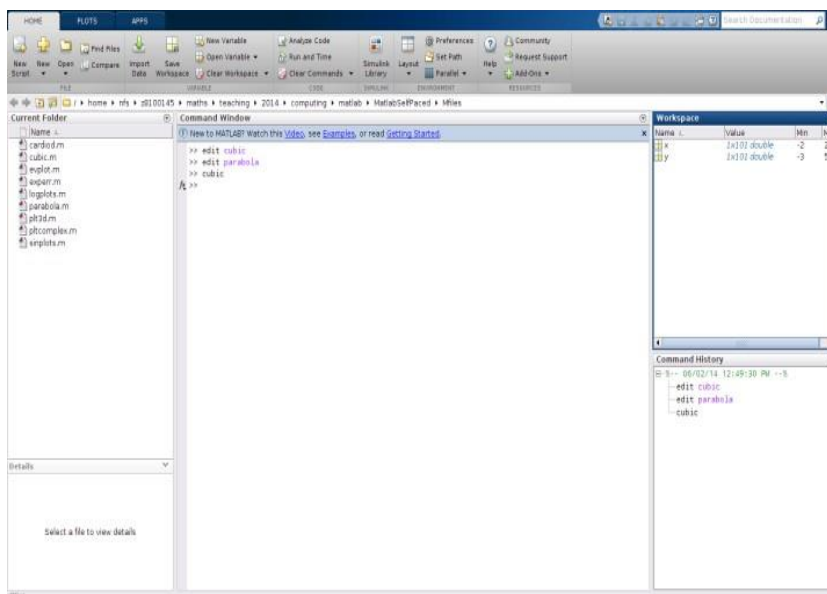 HOME PLOTS APPS
Search Documentation
New Script
New
Open
Find Files
Compare
Import Data
Save Workspace
New Variable
Open Variable
Clear Workspace
Analyze Code
Run and Time
Clear Commands
Simulink Library
Layout
Preferences
Set Path
Parallel
Help
Community
Request Support
Add-Ons
FILE VARIABLE CODE SIMULINK ENVIRONMENT RESOURCES
/ home nfs z8100145 maths teaching 2014 computing matlab MatlabSelfPaced Mfiles
Current Folder
Name
cardiod.m
cubic.m
evplot.m
experr.m
logplots.m
parabola.m
plt3d.m
pltcomplex.m
sinplots.m
Details
Select a file to view details
Command Window
New to MATLAB? Watch this Video, see Examples, or read Getting Started.
>> edit cubic
>> edit parabola
>> cubic
fx >>
Workspace
Name Value Min
x 1x101 double -2
y 1x101 double -3
Command History
%-- 06/02/14 12:49:30 PM --%
edit cubic
edit parabola
cubic